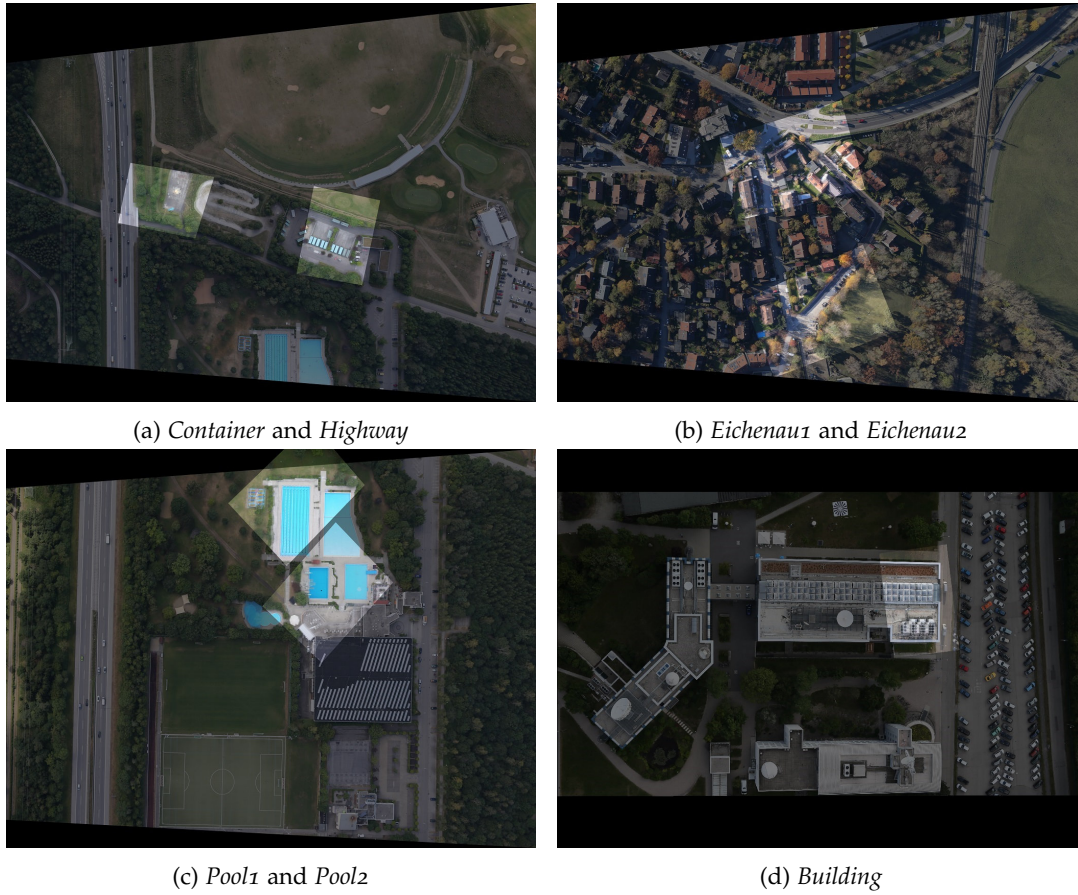 (a) Container and Highway
(b) Eichenau1 and Eichenau2
(c) Pool1 and Pool2
(d) Building